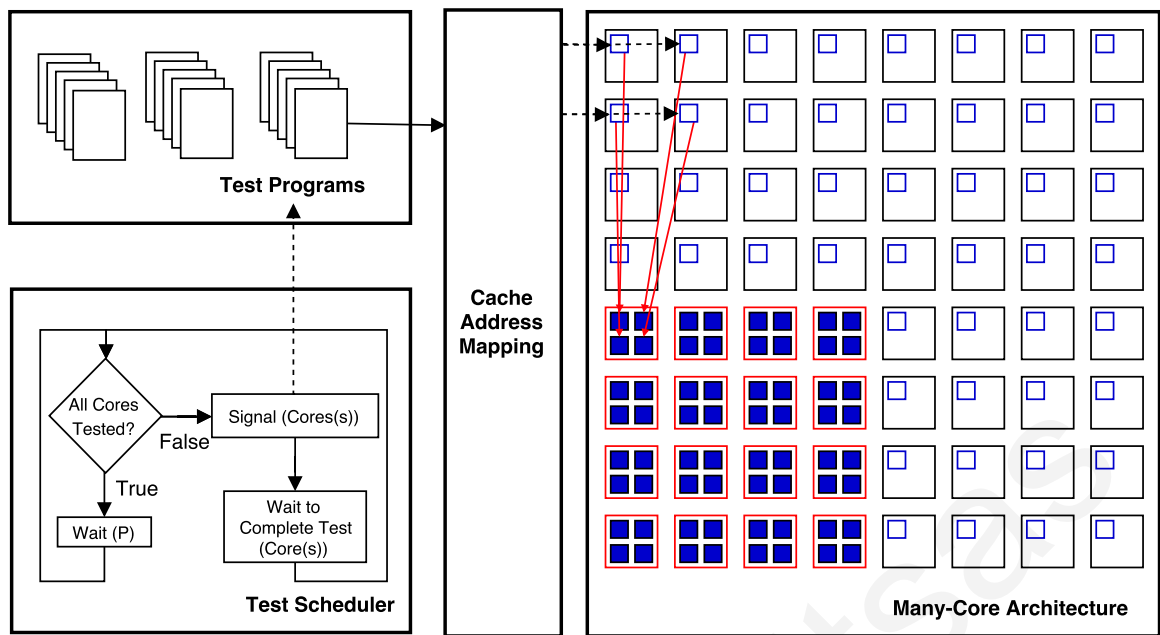 Test Programs
Cache
Address
Mapping
All Cores
Tested?
False
True
Signal (Cores(s))
Wait (P)
Wait to
Complete Test
(Core(s))
Test Scheduler
Many-Core Architecture